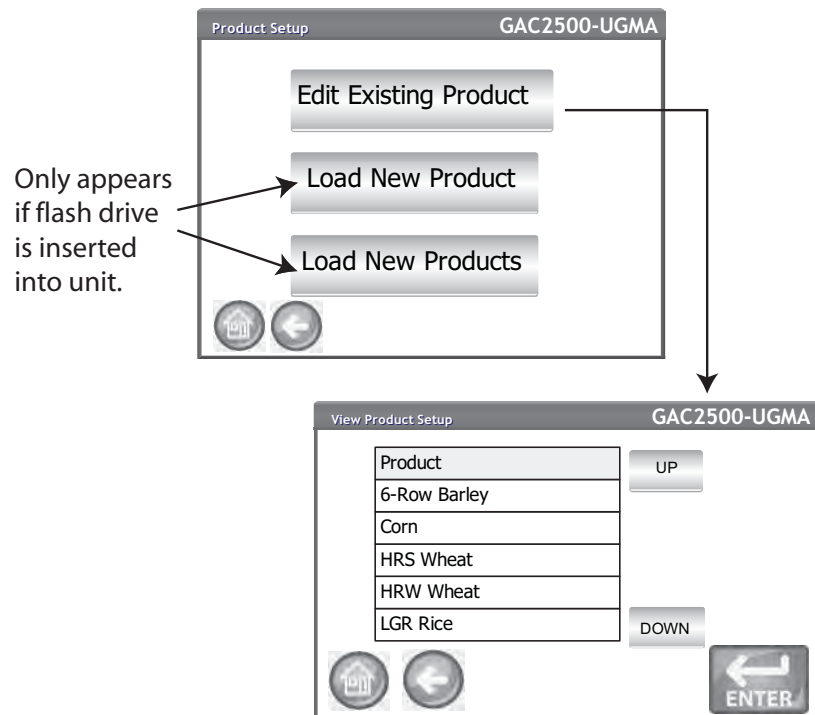 Product Setup GAC2500-UGMA
Edit Existing Product
Load New Product
Load New Products
Only appears
if flash drive
is inserted
into unit.
View Product Setup GAC2500-UGMA
Product
6-Row Barley
Corn
HRS Wheat
HRW Wheat
LGR Rice
UP
DOWN
ENTER